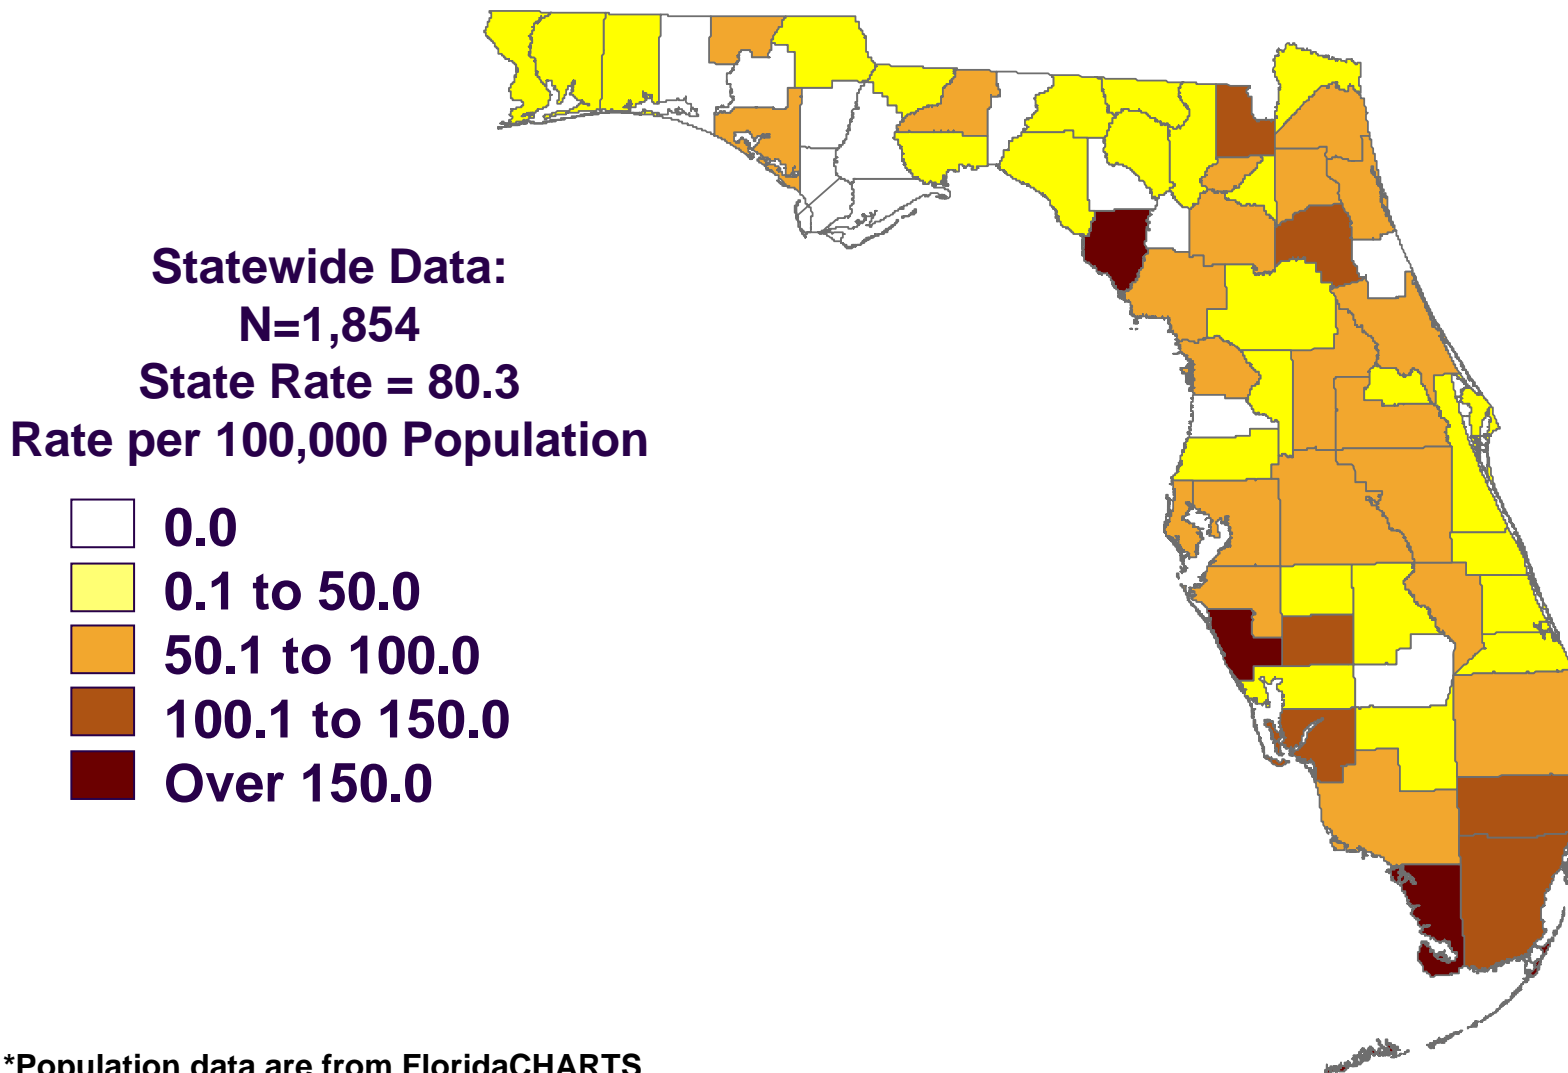 Statewide Data:
N=1,854
State Rate = 80.3
Rate per 100,000 Population
0.0
0.1 to 50.0
50.1 to 100.0
100.1 to 150.0
Over 150.0
*Population data are from FloridaCHARTS